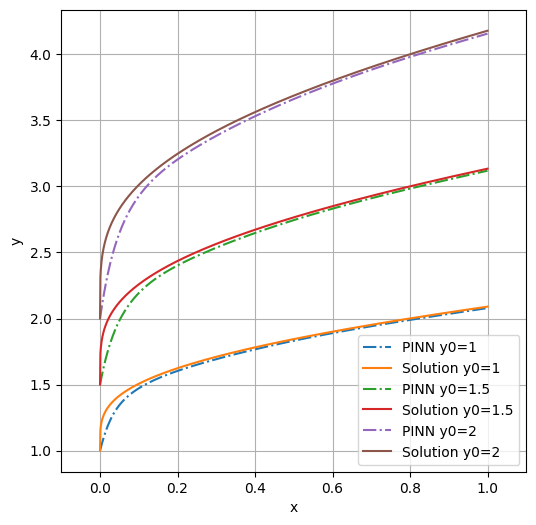 4.0
3.5
3.0
y
2.5
2.0
1.5
1.0
PINN y0=1
Solution y0=1
PINN y0=1.5
Solution y0=1.5
PINN y0=2
Solution y0=2
0.0 0.2 0.4 0.6 0.8 1.0
x